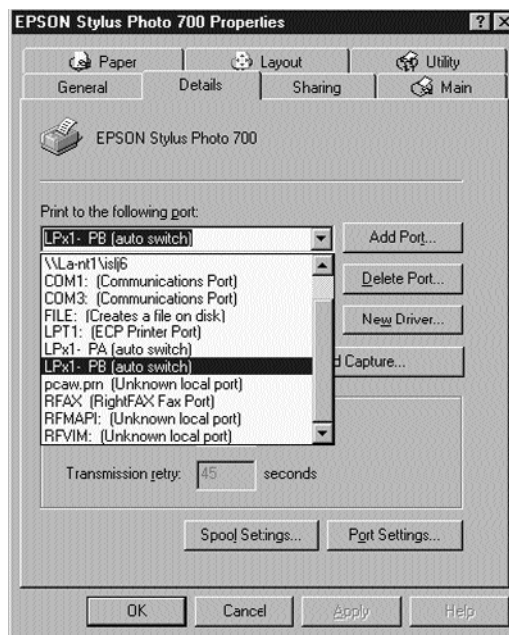 EPSON Stylus Photo 700 Properties
Paper Layout Utility
General Details Sharing Main
EPSON Stylus Photo 700
Print to the following port:
LPx1- PB (auto switch)
Add Port...
\\La-nt1\islj6
COM1: (Communications Port)
COM3: (Communications Port)
FILE: (Creates a file on disk)
LPT1: (ECP Printer Port)
LPx1- PA (auto switch)
LPx1- PB (auto switch)
pcaw.prn (Unknown local port)
RFAX (RightFAX Fax Port)
RFMAPI: (Unknown local port)
RFVIM: (Unknown local port)
Delete Port...
New Driver...
d Capture...
Transmission retry: 45 seconds
Spool Settings... Port Settings...
OK Cancel Apply Help